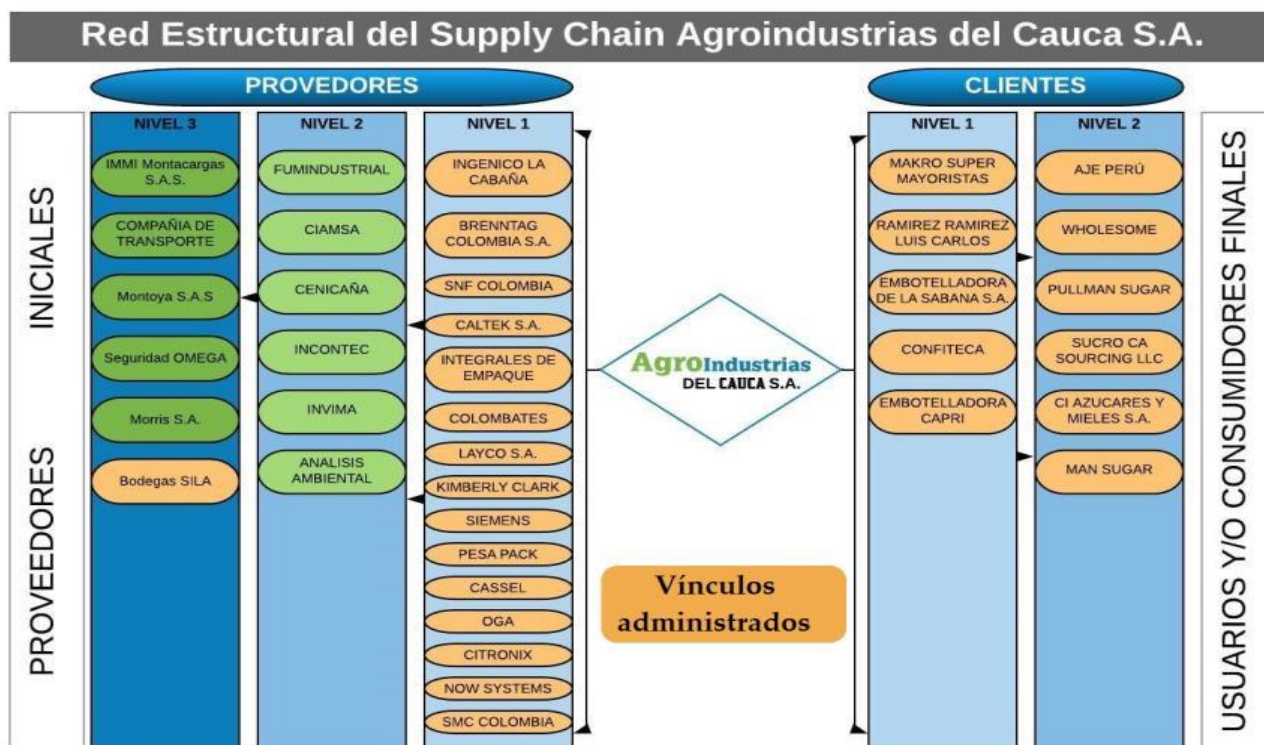 Red Estructural del Supply Chain Agroindustrias del Cauca S.A.
PROVEDORES
CLIENTES
INICIALES
PROVEEDORES
NIVEL 3
IMMI Montacargas
S.A.S.
COMPAÑIA DE
TRANSPORTE
Montoya S.A.S
Seguridad OMEGA
Morris S.A.
Bodegas SILA
NIVEL 2
FUMINDUSTRIAL
CIAMSA
CENICAÑA
INCONTEC
INVIMA
ANALISIS
AMBIENTAL
NIVEL 1
INGENICO LA
CABAÑA
BRENNTAG
COLOMBIA S.A.
SNF COLOMBIA
CALTEK S.A.
INTEGRALES DE
EMPAQUE
COLOMBATES
LAYCO S.A.
KIMBERLY CLARK
SIEMENS
PESA PACK
CASSEL
OGA
CITRONIX
NOW SYSTEMS
SMC COLOMBIA
AgroIndustrias
DEL CAUCA S.A.
Vínculos
administrados
NIVEL 1
MAKRO SUPER
MAYORISTAS
RAMIREZ RAMIREZ
LUIS CARLOS
EMBOTELLADORA
DE LA SABANA S.A.
CONFITECA
EMBOTELLADORA
CAPRI
NIVEL 2
AJE PERÚ
WHOLESOME
PULLMAN SUGAR
SUCRO CA
SOURCING LLC
CI AZUCARES Y
MIELES S.A.
MAN SUGAR
USUARIOS Y/O CONSUMIDORES FINALES